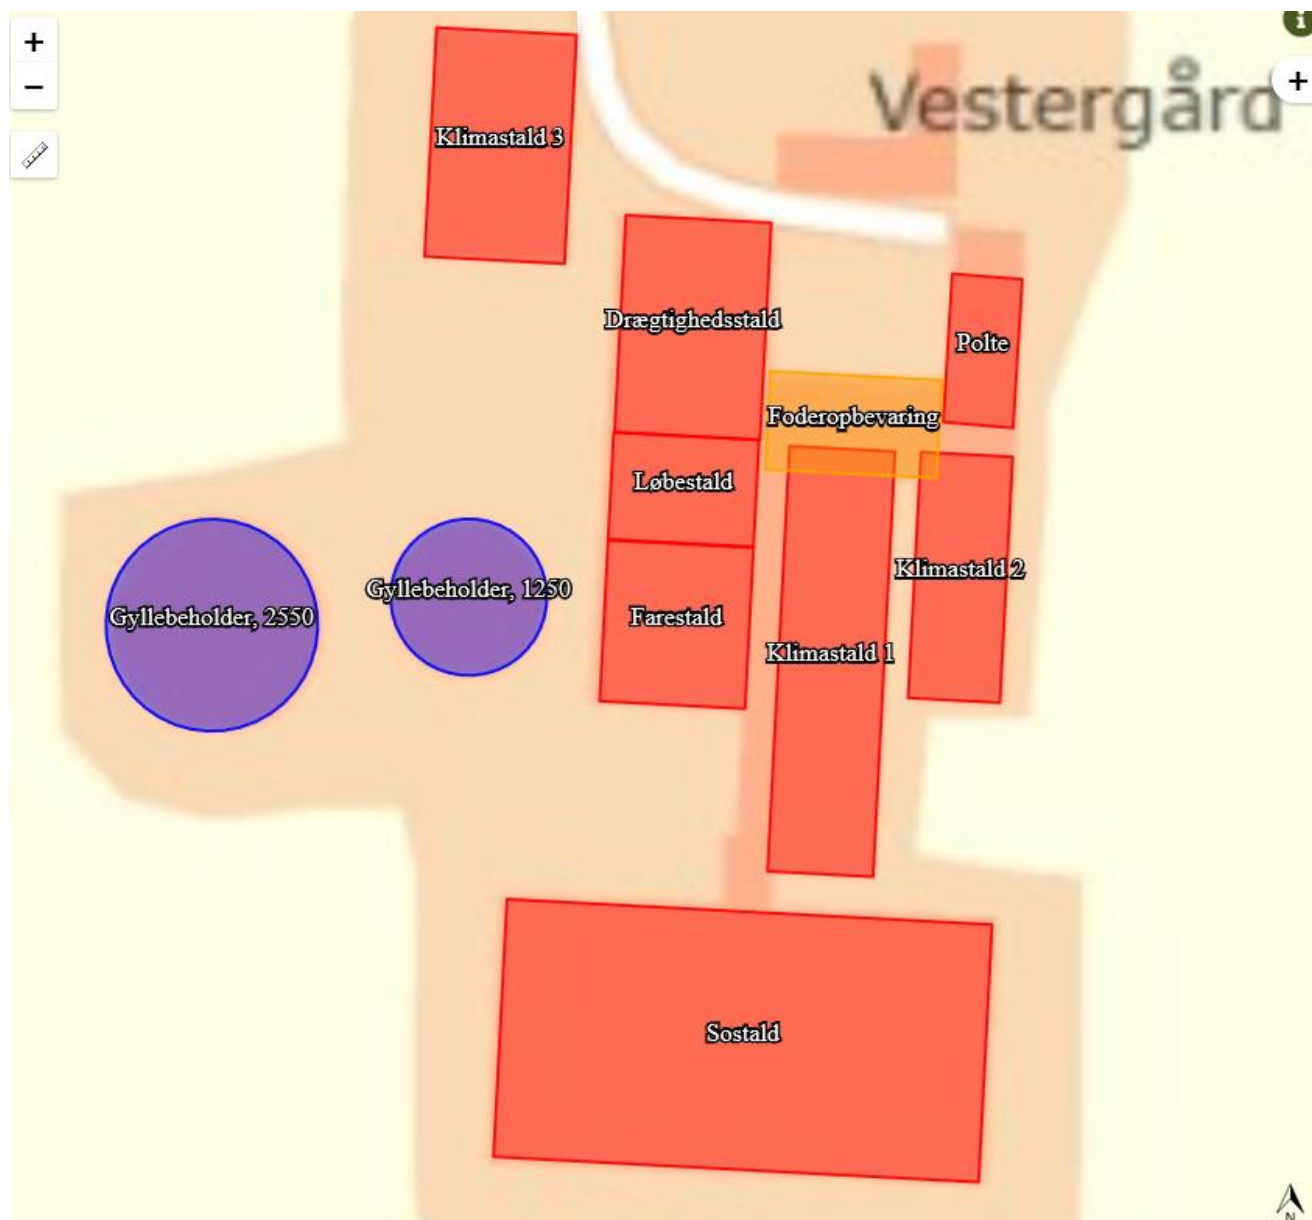 +
−
i
+
Vestergård
Klimastald 3
Drægtighedsstald
Polte
Foderopbevaring
Løbestald
Klimastald 2
Gyllebeholder, 2550
Gyllebeholder, 1250
Farestald
Klimastald 1
Sostald
N